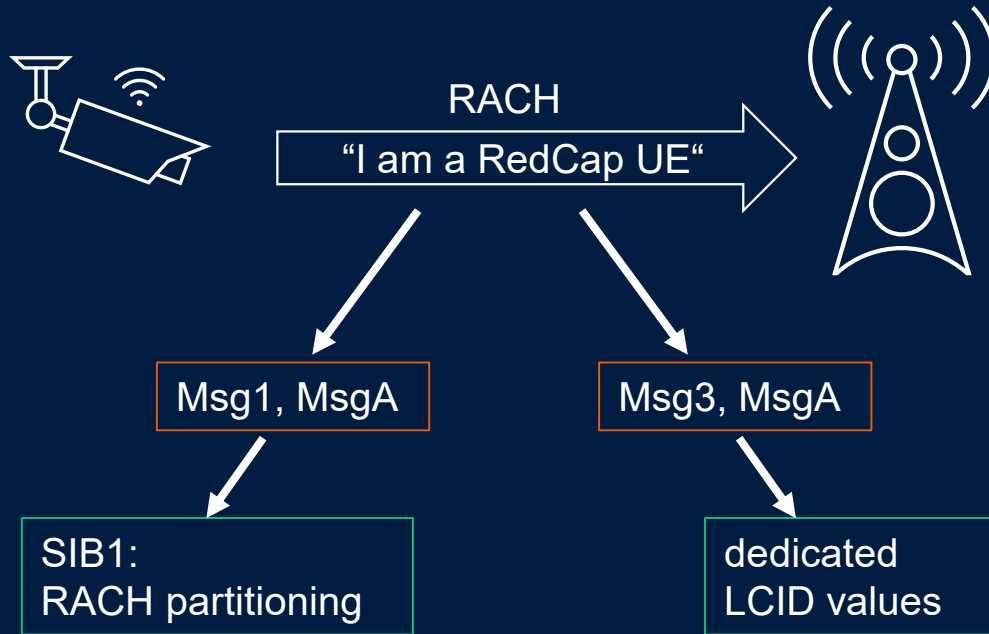 RACH
“I am a RedCap UE“
Msg1, MsgA
Msg3, MsgA
SIB1:
RACH partitioning
dedicated
LCID values